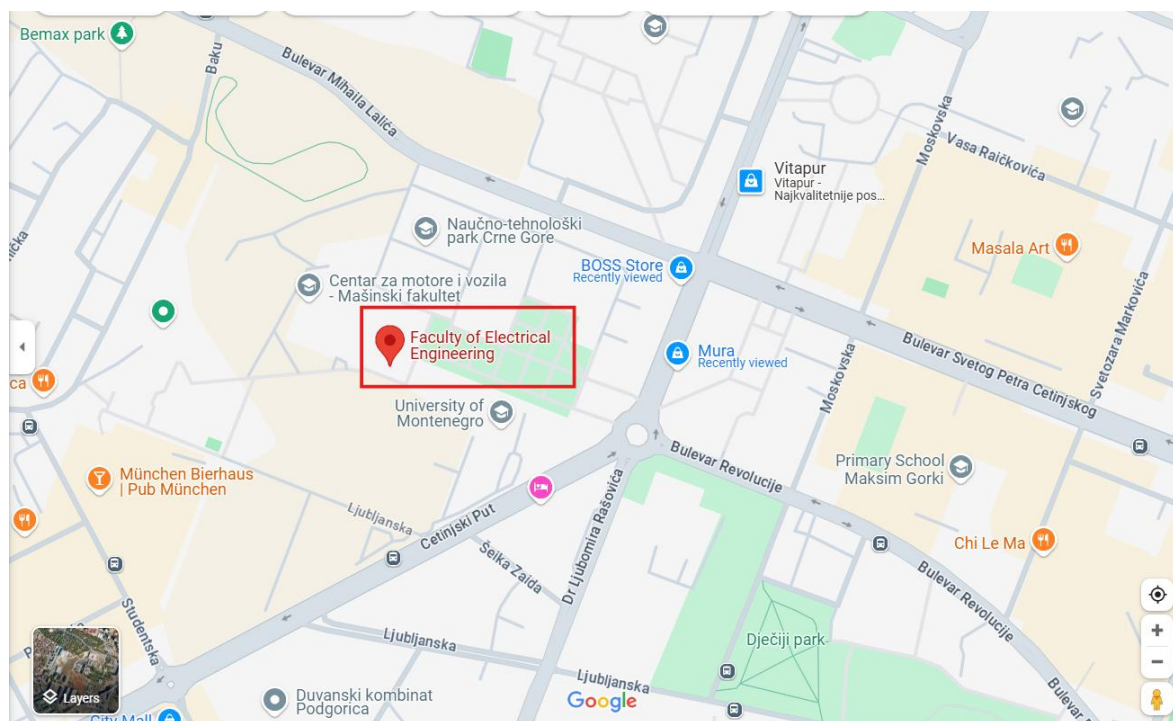 Bemax park
Baku
Bulevar Mihaila Lalića
Moskovska
Vasa Raičkovića
Vitapur
Vitapur -
Najkvalitetnije pos...
Naučno-tehnološki
park Crne Gore
Masala Art
BOSS Store
Recently viewed
Centar za motore i vozila
- Mašinski fakultet
Svetozara Markovića
Faculty of Electrical
Engineering
Mura
Recently viewed
Bulevar Svetog Petra Cetinjskog
Moskovska
University of
Montenegro
Bulevar Revolucije
Primary School
Maksim Gorki
München Bierhaus
| Pub München
Ljubljanska
Cetinjski Put
Šeika Zaida
Dr Ljubomira Rašovića
Chi Le Ma
Bulevar Revolucije
Studentska
Ljubljanska
Dječiji park
Ljubljanska
Layers
Duvanski kombinat
Podgorica
Google
City Mall